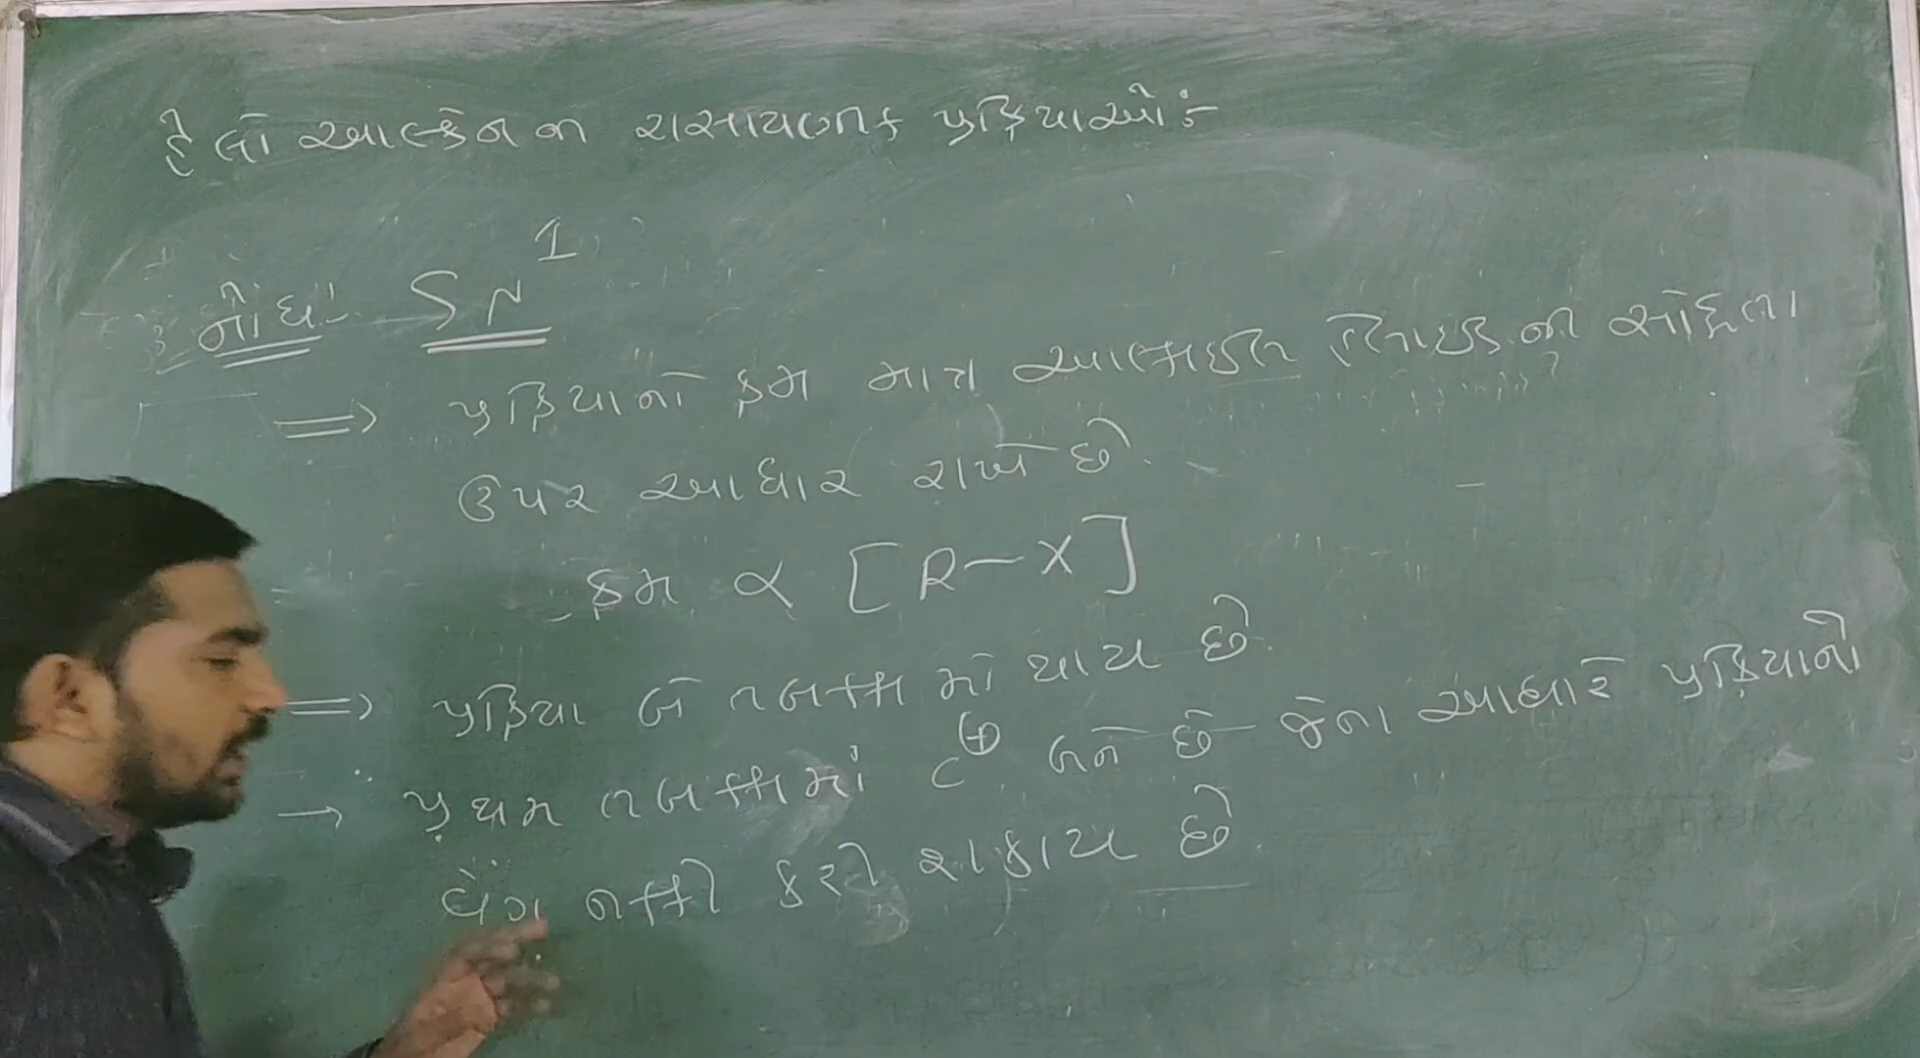 હેલોઆલ્કેનના રાસાયણિક પ્રક્રિયાઓ:-
નોંધ:- SN1
⇒ પ્રક્રિયાનો ક્રમ માત્ર આલ્કાઇલ હેલાઇડની સાંદ્રતા
ઉપર આધાર રાખે છે.
ક્રમ ∝ [R-X]
⇒ પ્રક્રિયા બે તબક્કામાં થાય છે.
→ પ્રથમ તબક્કામાં C⊕ બને છે જેના આધારે પ્રક્રિયાનો
વેગ નક્કી કરી શકાય છે.